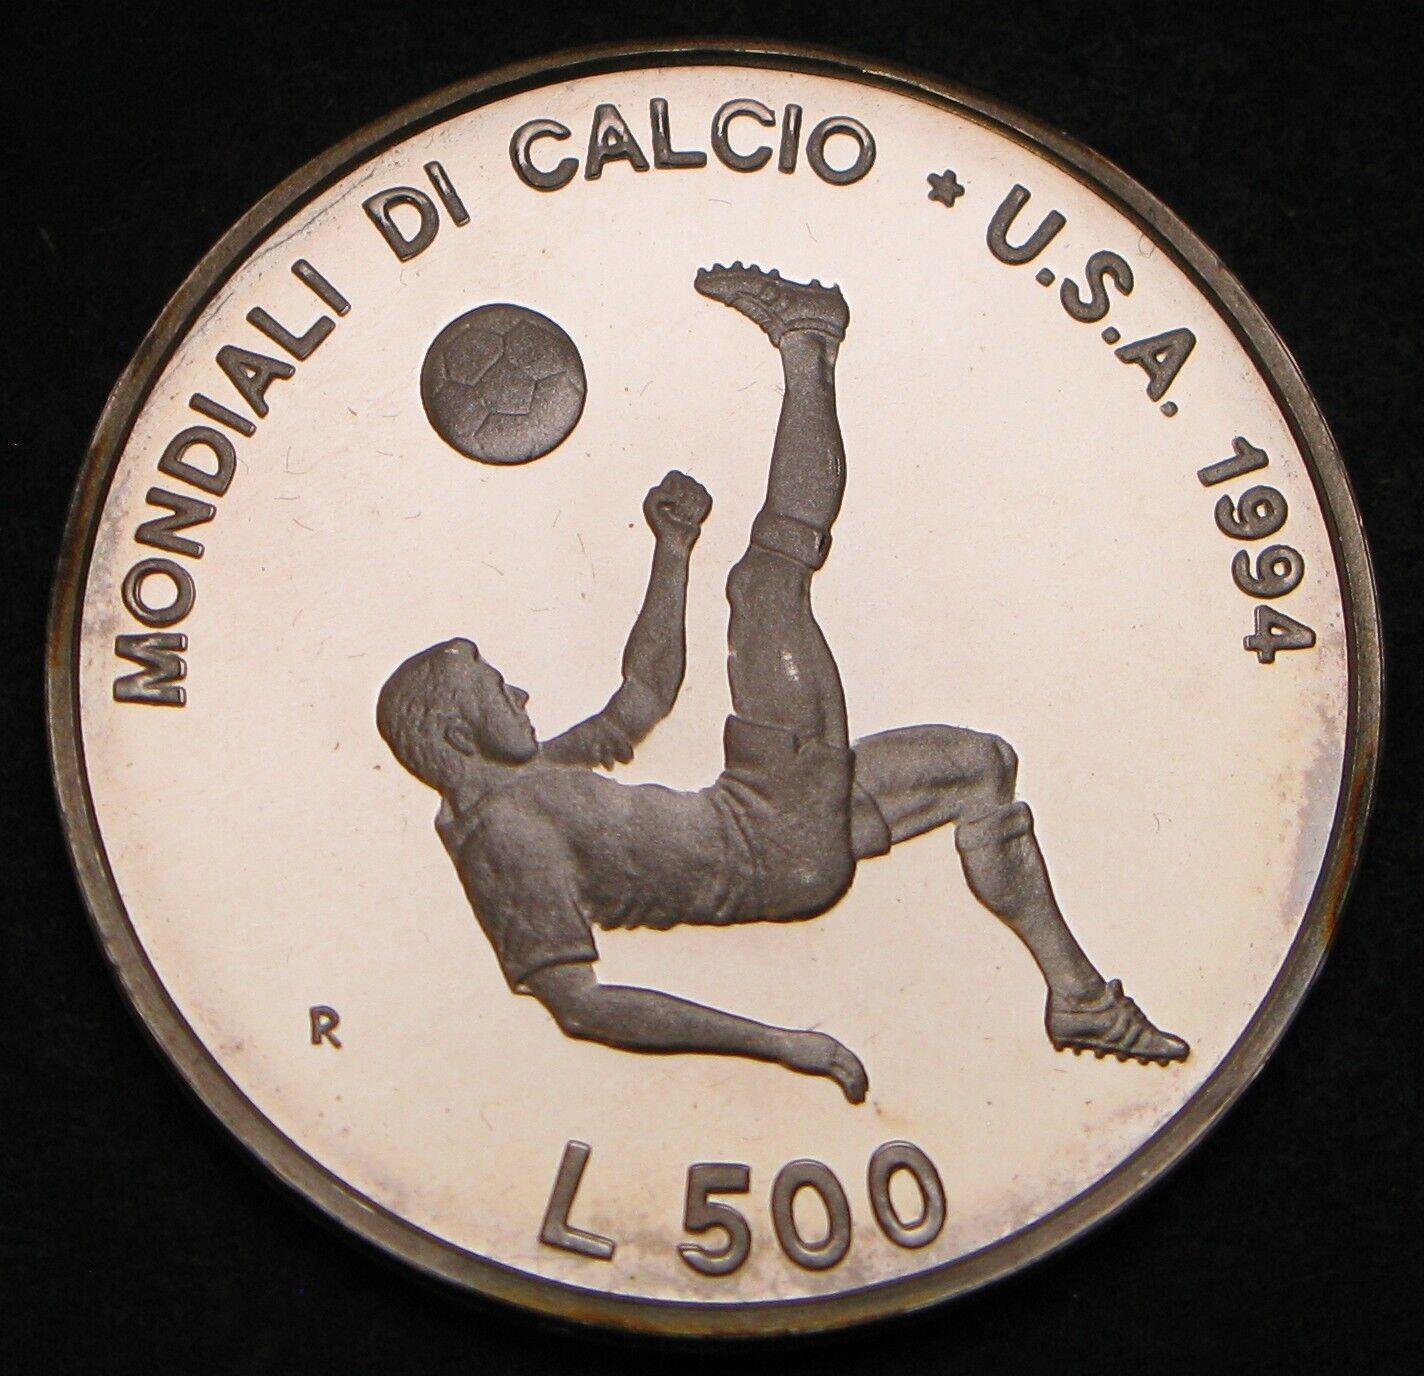 MONDIALI DI CALCIO ★ U.S.A. 1994
R
L 500